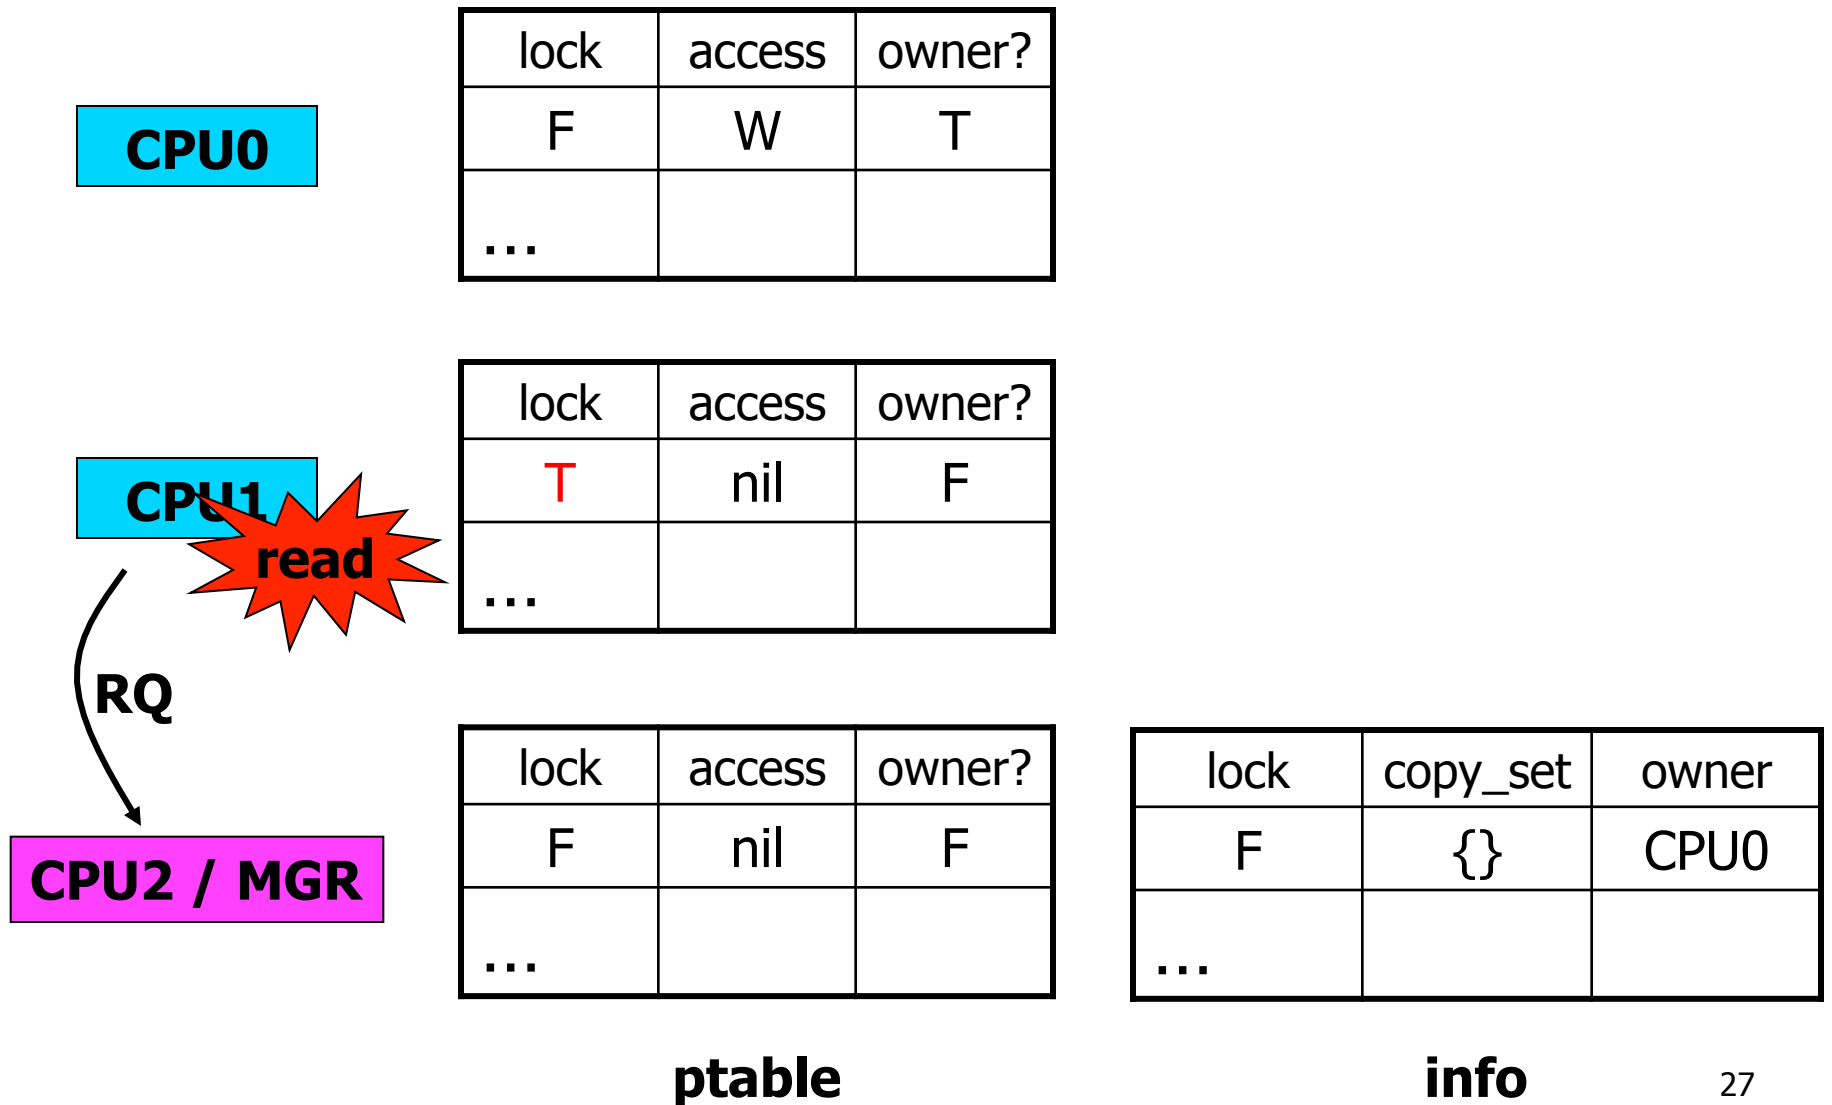 lock access owner?
CPU0
F W T
...
lock access owner?
CPU1
T nil F
read
...
RQ
lock access owner?
lock copy_set owner
CPU2 / MGR
F nil F
F {} CPU0
...
...
ptable
info
27